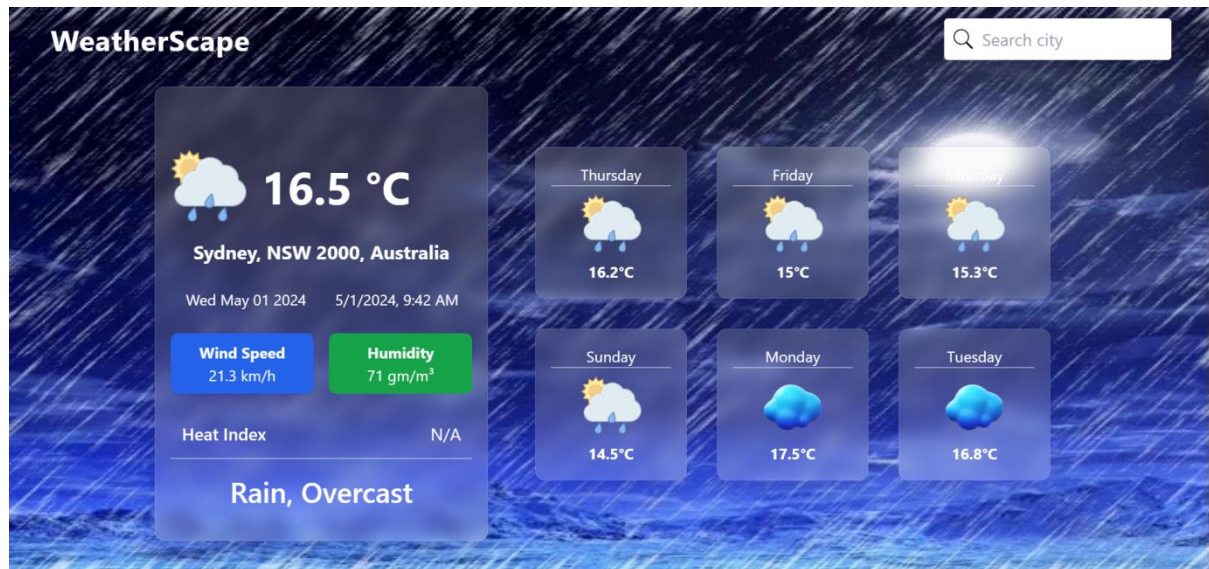 WeatherScape
Search city
16.5 °C
Sydney, NSW 2000, Australia
Wed May 01 2024 5/1/2024, 9:42 AM
Wind Speed
21.3 km/h
Humidity
71 gm/m³
Heat Index N/A
Rain, Overcast
Thursday
16.2°C
Friday
15°C
Saturday
15.3°C
Sunday
14.5°C
Monday
17.5°C
Tuesday
16.8°C